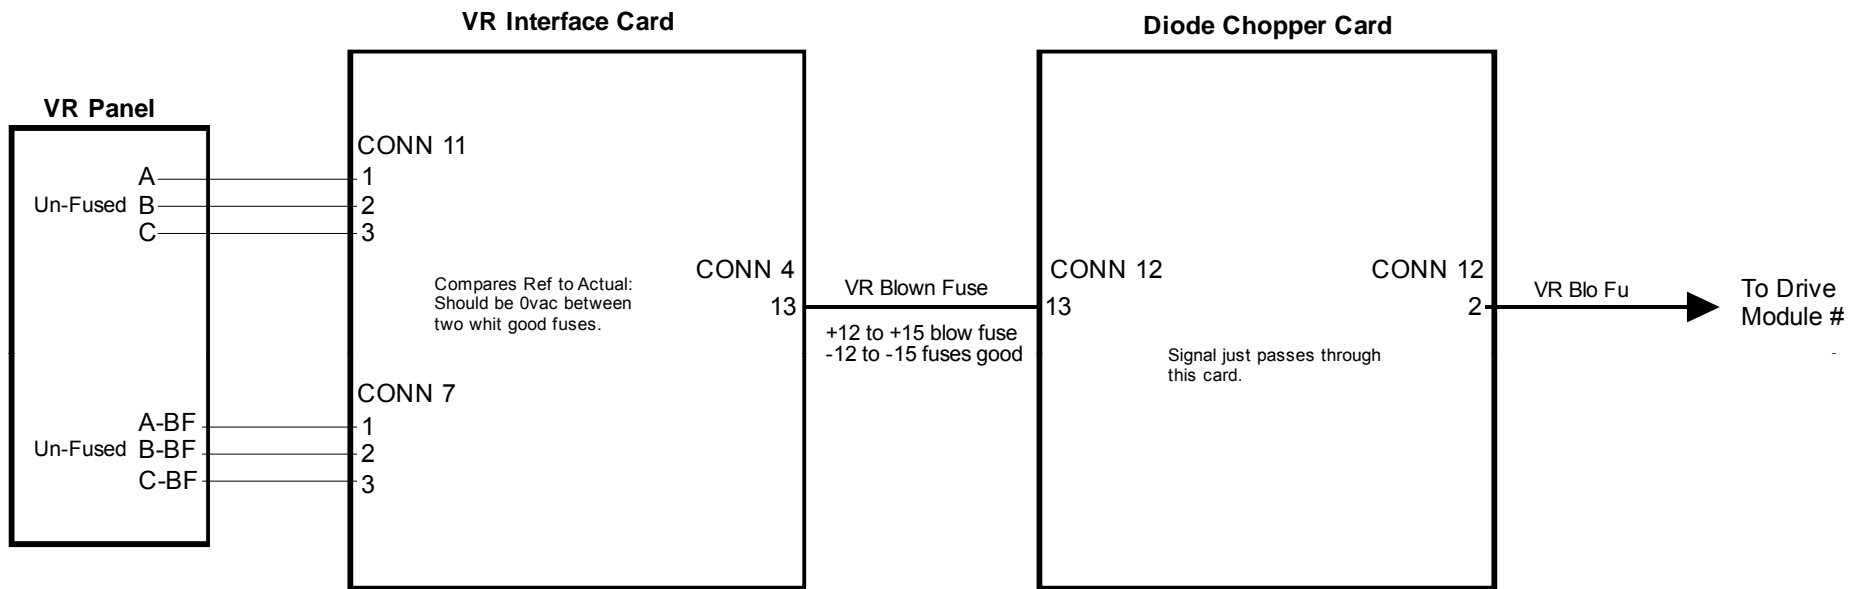 VR Interface Card
Diode Chopper Card
VR Panel
CONN 11
A
1
Un-Fused B
2
C
3
CONN 4
13
Compares Ref to Actual:
Should be 0vac between
two whit good fuses.
VR Blown Fuse
+12 to +15 blow fuse
-12 to -15 fuses good
CONN 12
13
CONN 12
2
Signal just passes through
this card.
VR Blo Fu
To Drive
Module #
-
CONN 7
A-BF
1
Un-Fused B-BF
2
C-BF
3